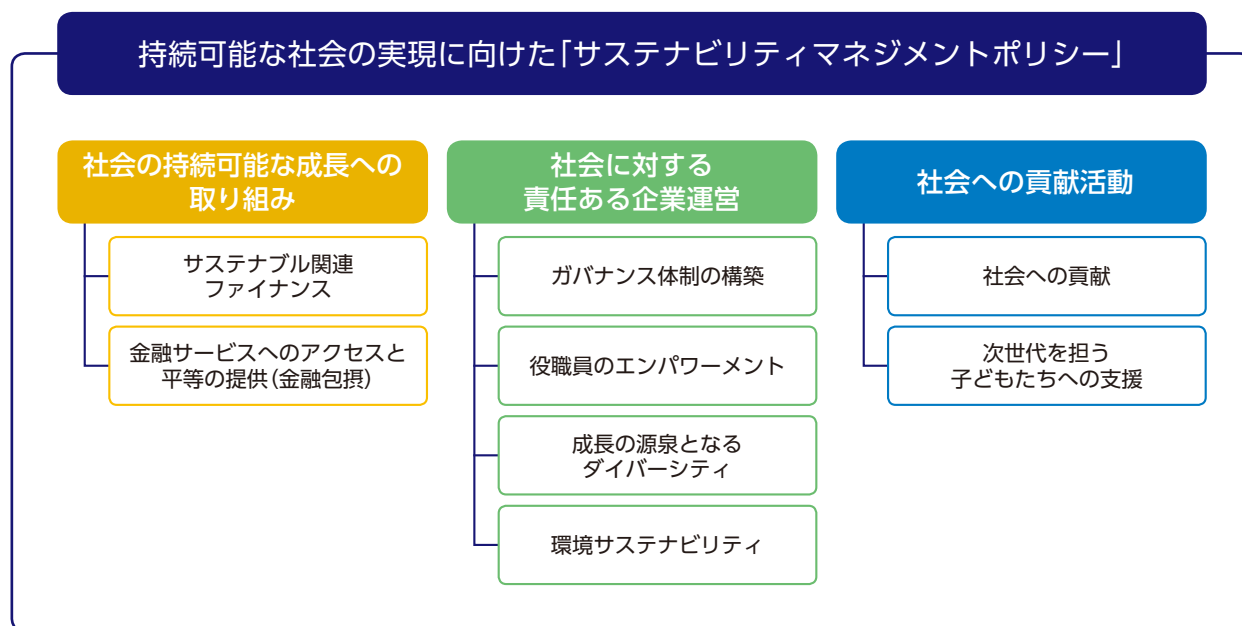 持続可能な社会の実現に向けた「サステナビリティマネジメントポリシー」
社会の持続可能な成長への
取り組み
サステナブル関連
ファイナンス
金融サービスへのアクセスと
平等の提供(金融包摂)
社会に対する
責任ある企業運営
ガバナンス体制の構築
役職員のエンパワーメント
成長の源泉となる
ダイバーシティ
環境サステナビリティ
社会への貢献活動
社会への貢献
次世代を担う
子どもたちへの支援